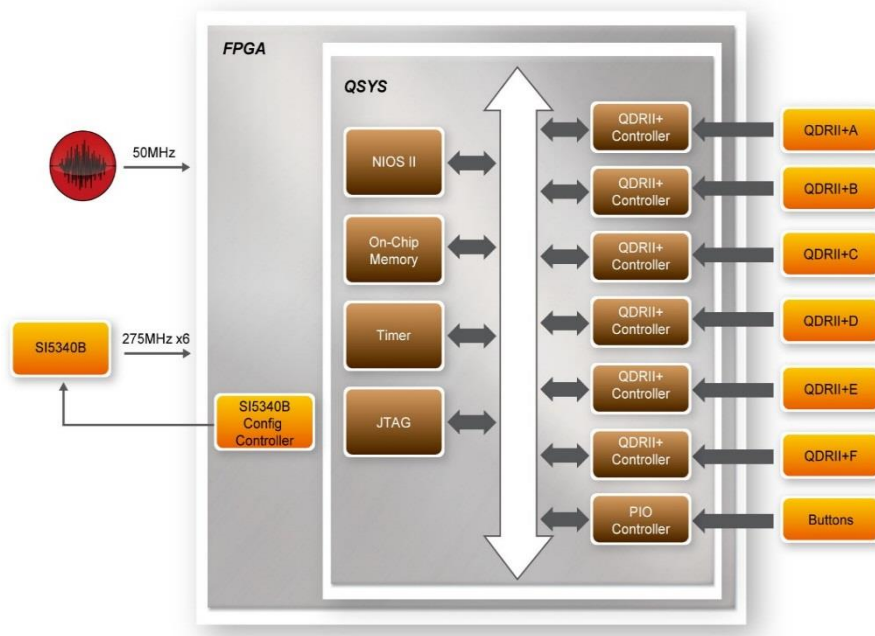 FPGA
QSYS
50MHz
SI5340B
275MHz x6
SI5340B
Config
Controller
NIOS II
On-Chip
Memory
Timer
JTAG
QDRII+
Controller
QDRII+
Controller
QDRII+
Controller
QDRII+
Controller
QDRII+
Controller
QDRII+
Controller
PIO
Controller
QDRII+A
QDRII+B
QDRII+C
QDRII+D
QDRII+E
QDRII+F
Buttons